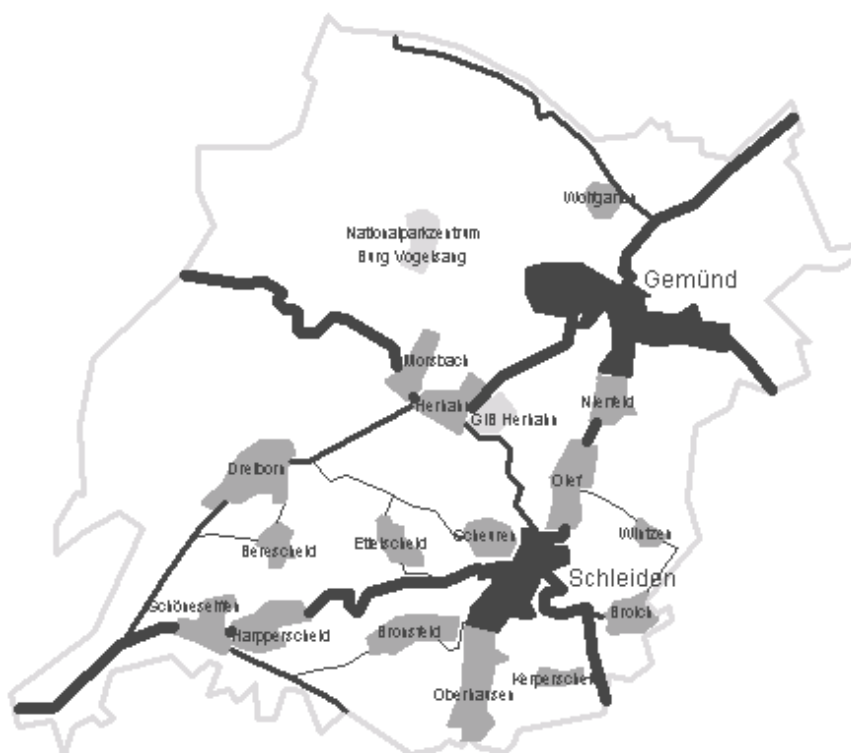 Wolfgarten
Nationalparkzentrum
Burg Vogelsang
Gemünd
Morsbach
Herhahn
GIB Herhahn
Nierfeld
Dreiborn
Olef
Berescheid
Ettelscheid
Scheuren
Wintzen
Schleiden
Schöneseiffen
Harpperscheid
Bronsfeld
Broich
Oberhausen
Kerperscheid